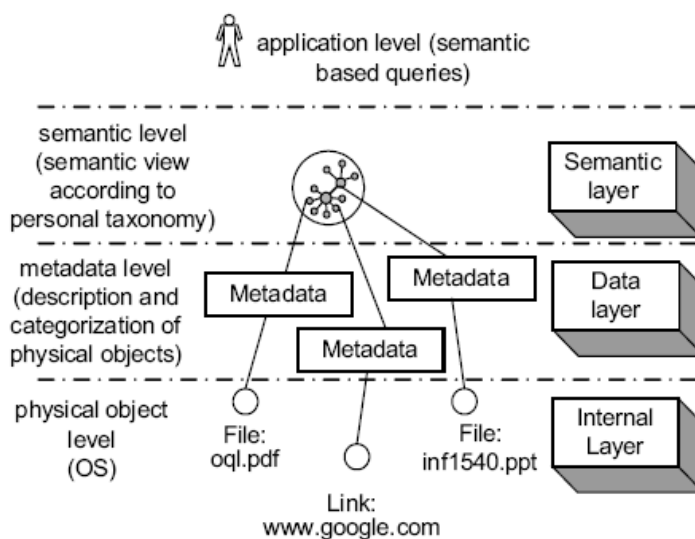 application level (semantic
based queries)
semantic level
(semantic view
according to
personal taxonomy)
Semantic
layer
metadata level
(description and
categorization of
physical objects)
Metadata
Metadata
Metadata
Data
layer
physical object
level
(OS)
File:
oql.pdf
Link:
www.google.com
File:
inf1540.ppt
Internal
Layer